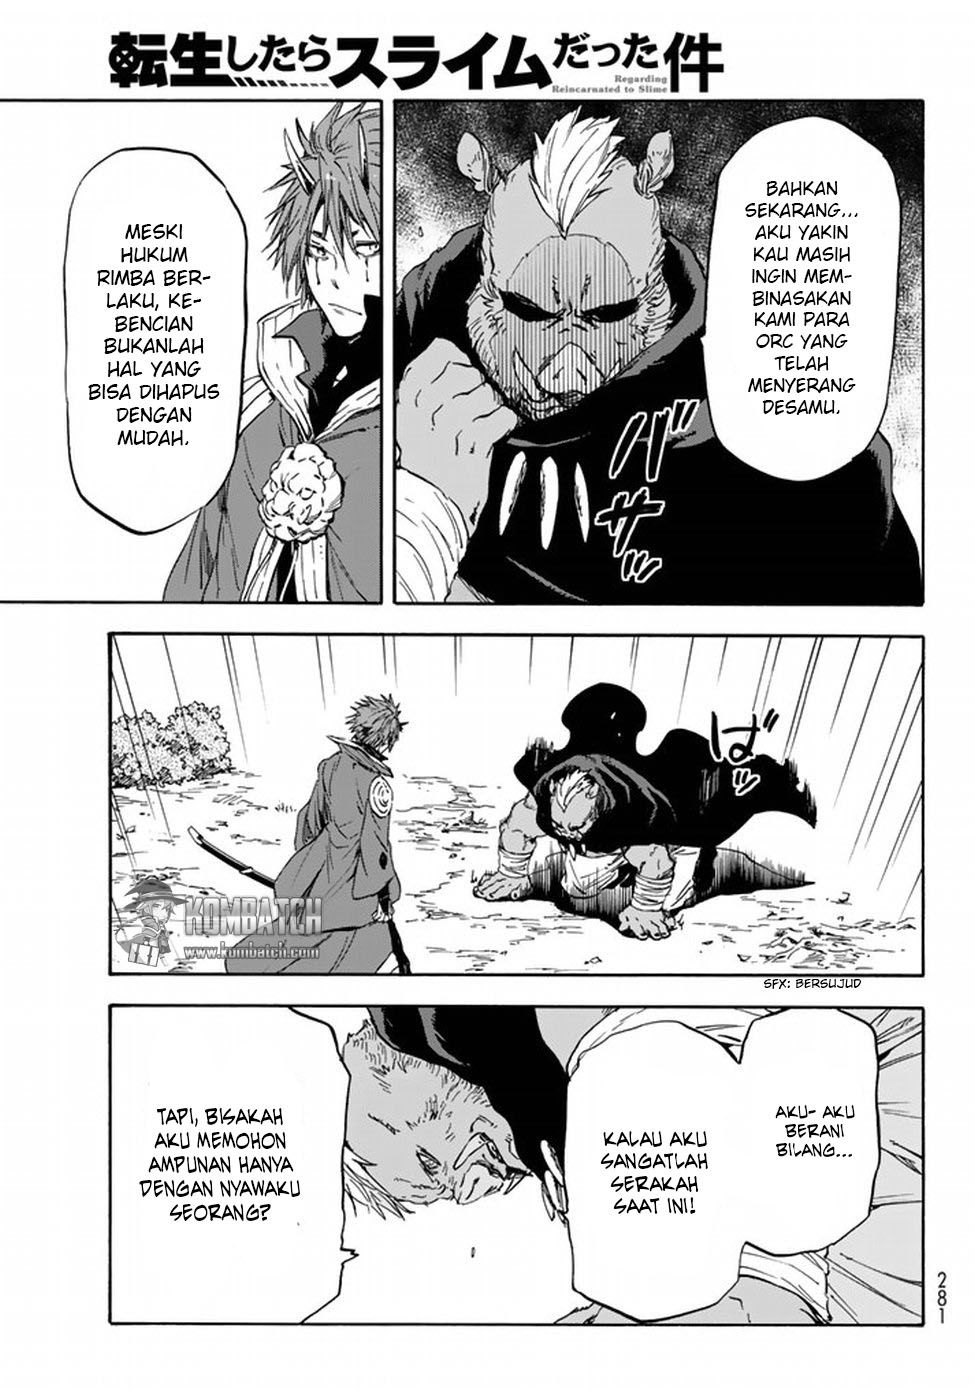 転生したらスライムだった件
Regarding
Reincarnated to Slime
BAHKAN
SEKARANG...
AKU YAKIN
KAU MASIH
INGIN MEM-
BINASAKAN
KAMI PARA
ORC YANG
TELAH
MENYERANG
DESAMU.
バサッ
MESKI
HUKUM
RIMBA BER-
LAKU, KE-
BENCIAN
BUKANLAH
HAL YANG
BISA DIHAPUS
DENGAN
MUDAH.
ばっ
KOMBATCH
www.kombatch.com
SFX: BERSUJUD
AKU- AKU
BERANI
BILANG...
KALAU AKU
SANGATLAH
SERAKAH
SAAT INI!
TAPI, BISAKAH
AKU MEMOHON
AMPUNAN HANYA
DENGAN NYAWAKU
SEORANG?
281